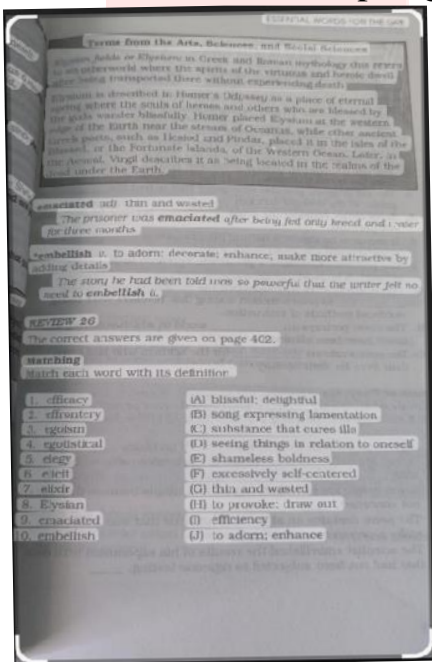 ESSENTIAL WORDS FOR THE GRE
Terms from the Arts, Sciences, and Social Sciences
Elysian fields or Elysium: in Greek and Roman mythology this refers
to an otherworld where the spirits of the virtuous and heroic dwell
after being transported there without experiencing death
Elysium is described in Homer's Odyssey as a place of eternal
spring where the souls of heroes and others who are blessed by
the gods wander blissfully. Homer placed Elysium at the western
edge of the Earth near the stream of Oceanus, while other ancient
Greek poets, such as Hesiod and Pindar, placed it in the Isles of the
Blessed, or the Fortunate Islands, of the Western Ocean. Later, in
the Aeneid, Virgil describes it as being located in the realms of the
dead under the Earth.
emaciated adj. thin and wasted
The prisoner was emaciated after being fed only bread and water
for three months.
*embellish v. to adorn; decorate; enhance; make more attractive by
adding details
The story he had been told was so powerful that the writer felt no
need to embellish it.
REVIEW 26
The correct answers are given on page 402.
Matching
Match each word with its definition.
1. efficacy (A) blissful; delightful
2. effrontery (B) song expressing lamentation
3. egoism (C) substance that cures ills
4. egotistical (D) seeing things in relation to oneself
5. elegy (E) shameless boldness
6. elicit (F) excessively self-centered
7. elixir (G) thin and wasted
8. Elysian (H) to provoke; draw out
9. emaciated (I) efficiency
10. embellish (J) to adorn; enhance